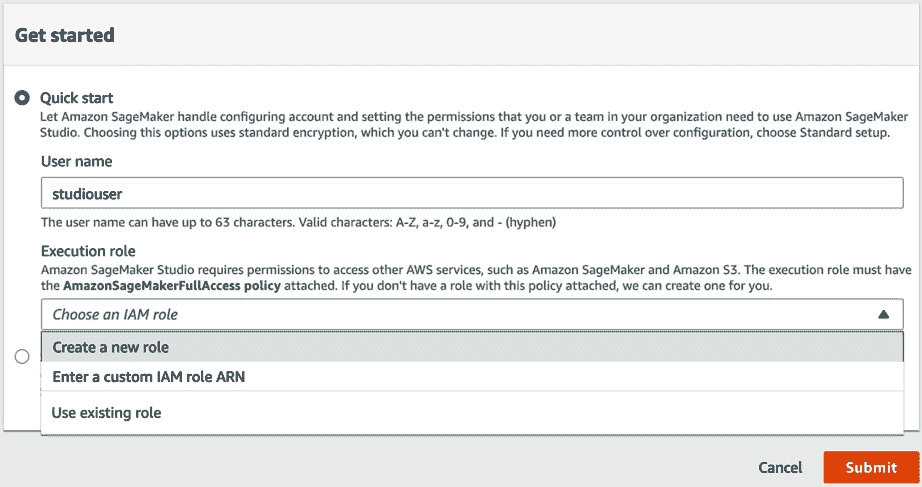 Get started
Quick start
Let Amazon SageMaker handle configuring account and setting the permissions that you or a team in your organization need to use Amazon SageMaker
Studio. Choosing this options uses standard encryption, which you can't change. If you need more control over configuration, choose Standard setup.
User name
studiouser
The user name can have up to 63 characters. Valid characters: A-Z, a-z, 0-9, and - (hyphen)
Execution role
Amazon SageMaker Studio requires permissions to access other AWS services, such as Amazon SageMaker and Amazon S3. The execution role must have
the AmazonSageMakerFullAccess policy attached. If you don't have a role with this policy attached, we can create one for you.
Choose an IAM role
Create a new role
Enter a custom IAM role ARN
Use existing role
Cancel
Submit